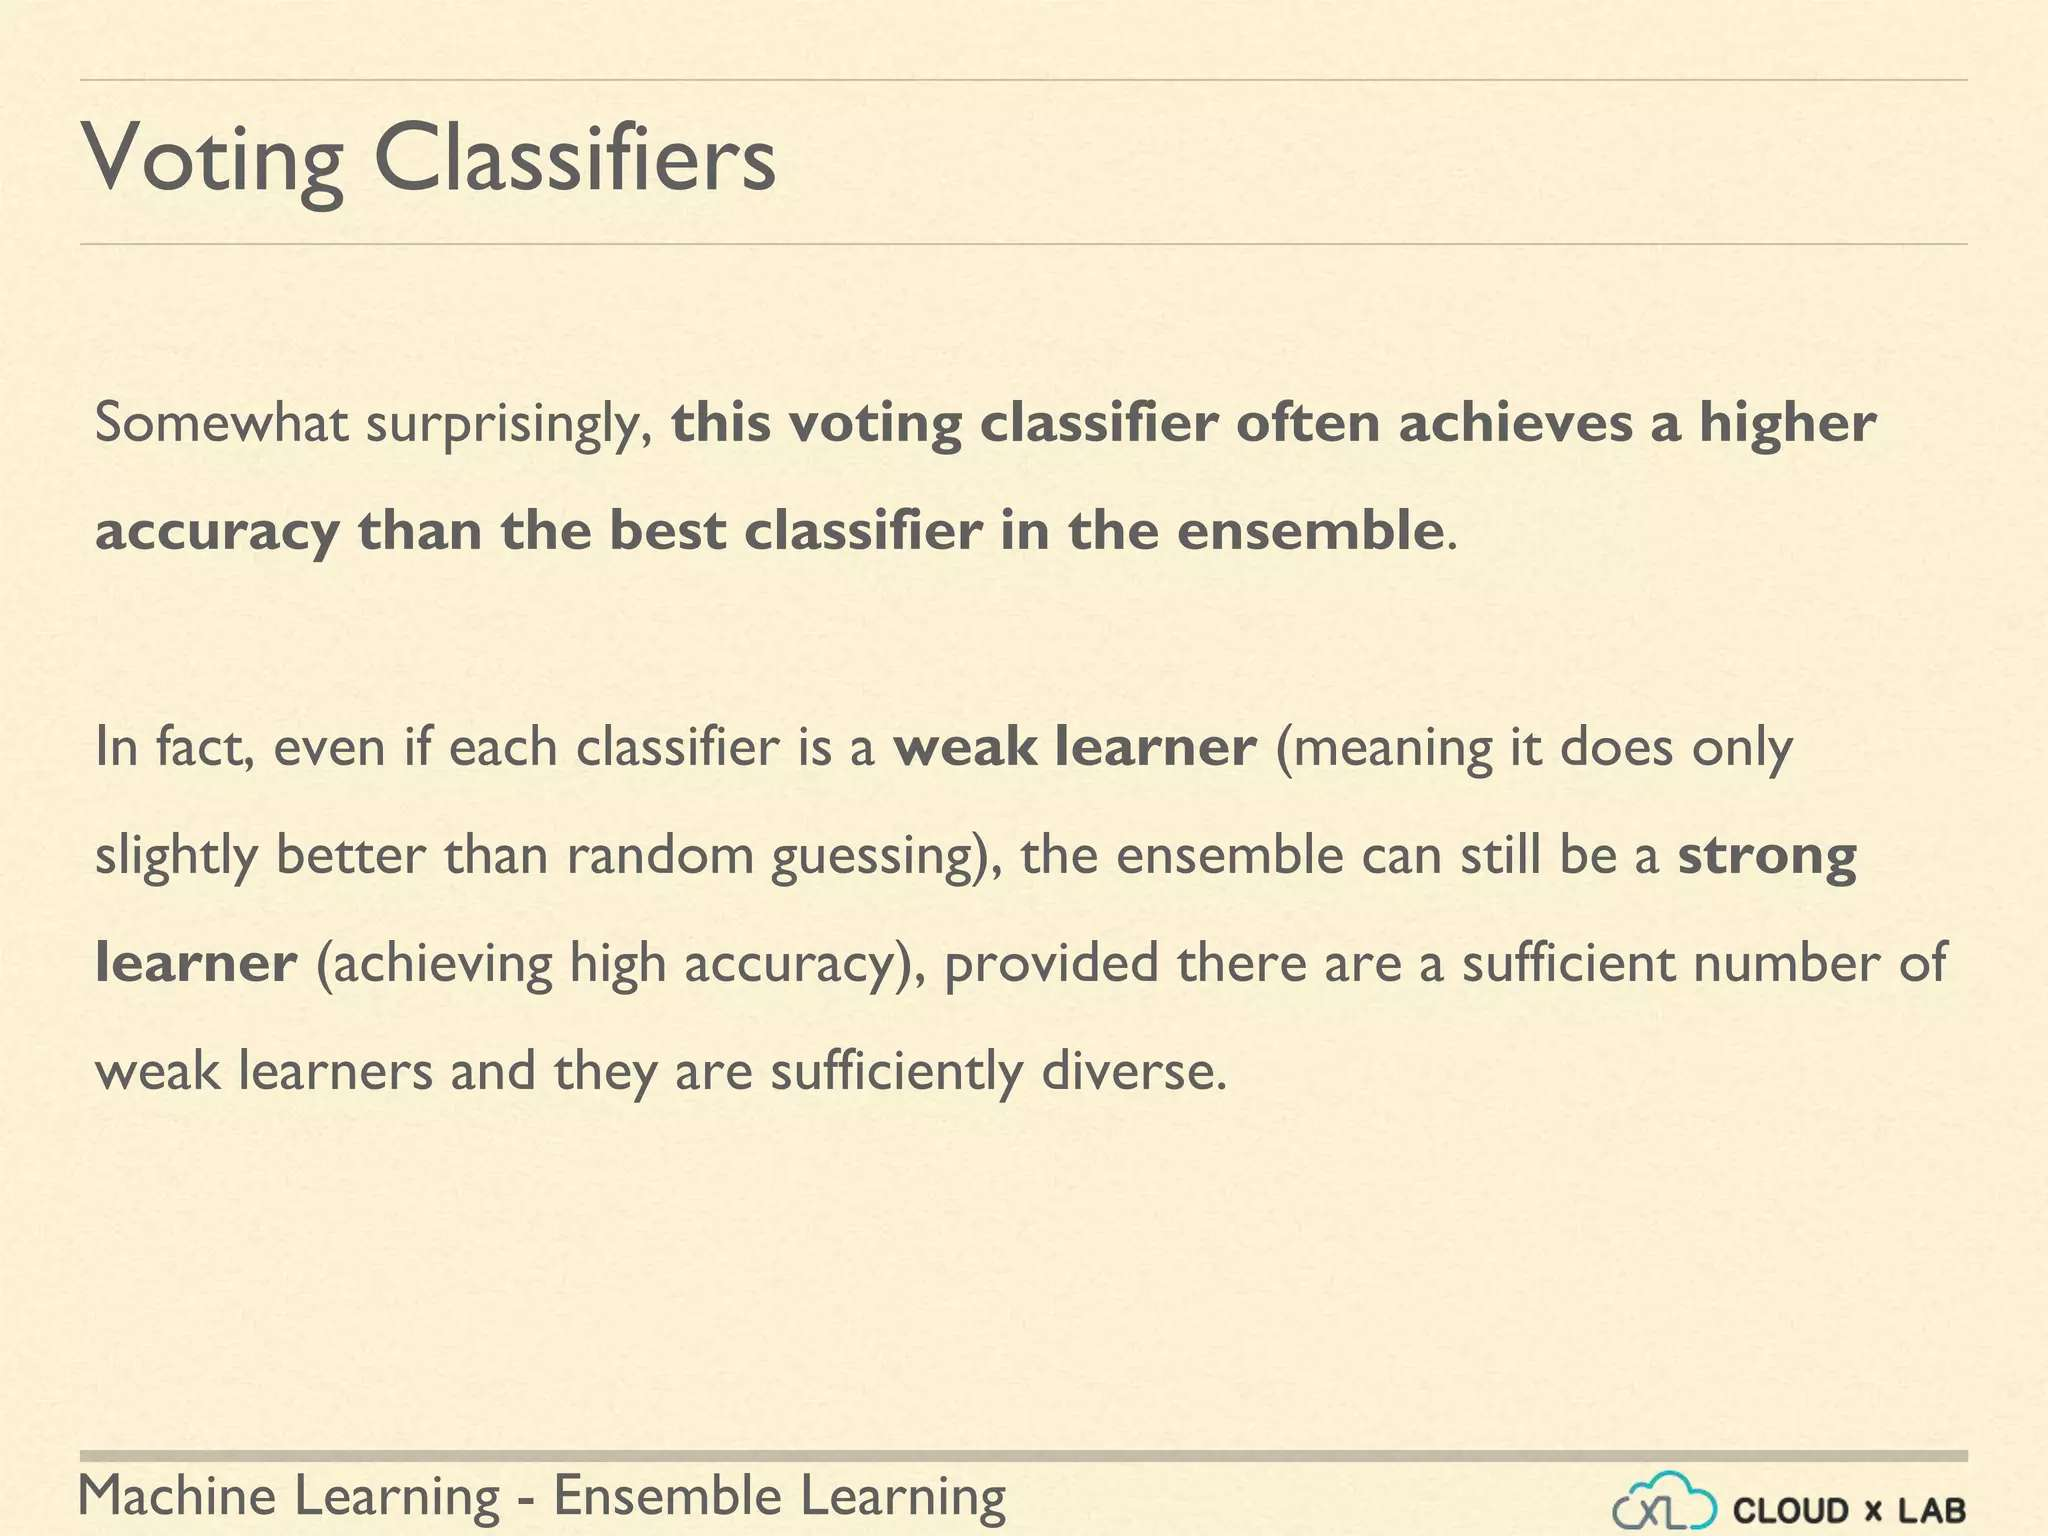 Voting Classifiers
Somewhat surprisingly, this voting classifier often achieves a higher
accuracy than the best classifier in the ensemble.
In fact, even if each classifier is a weak learner (meaning it does only
slightly better than random guessing), the ensemble can still be a strong
learner (achieving high accuracy), provided there are a sufficient number of
weak learners and they are sufficiently diverse.
Machine Learning - Ensemble Learning
CXL CLOUD x LAB